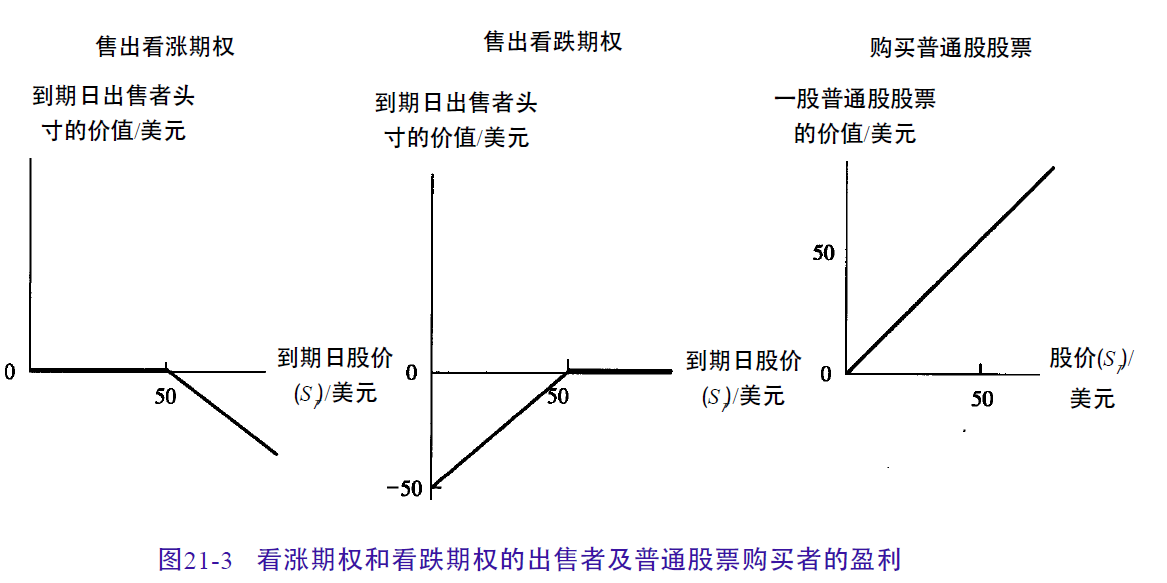 售出看涨期权
到期日出售者头
寸的价值/美元
0
50
到期日股价
(S_T)/美元
售出看跌期权
到期日出售者头
寸的价值/美元
0
50
-50
到期日股价
(S_T)/美元
购买普通股股票
一股普通股股票
的价值/美元
50
0
50
股价(S_T)/
美元
图21-3 看涨期权和看跌期权的出售者及普通股票购买者的盈利